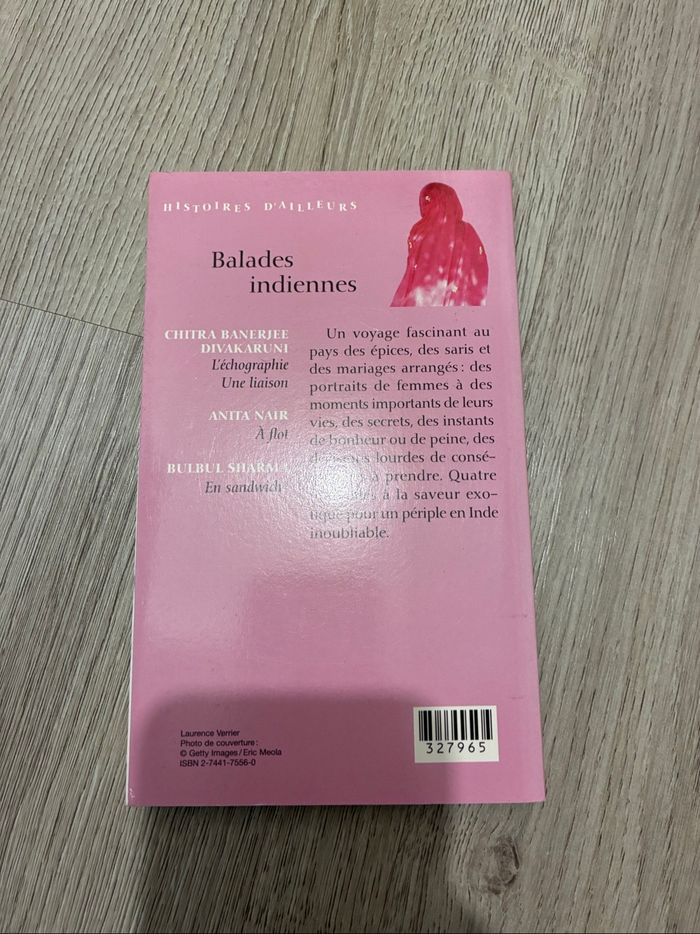 HISTOIRES D'AILLEURS
Balades
indiennes
CHITRA BANERJEE
DIVAKARUNI
L'échographie
Une liaison
ANITA NAIR
À flot
BULBUL SHARMA
En sandwich
Un voyage fascinant au
pays des épices, des saris et
des mariages arrangés : des
portraits de femmes à des
moments importants de leurs
vies, des secrets, des instants
de bonheur ou de peine, des
lourdes de consé-
à prendre. Quatre
à la saveur exo-
tique pour un périple en Inde
inoubliable.
Laurence Verrier
Photo de couverture :
© Getty Images / Eric Meola
ISBN 2-7441-7556-0
327965